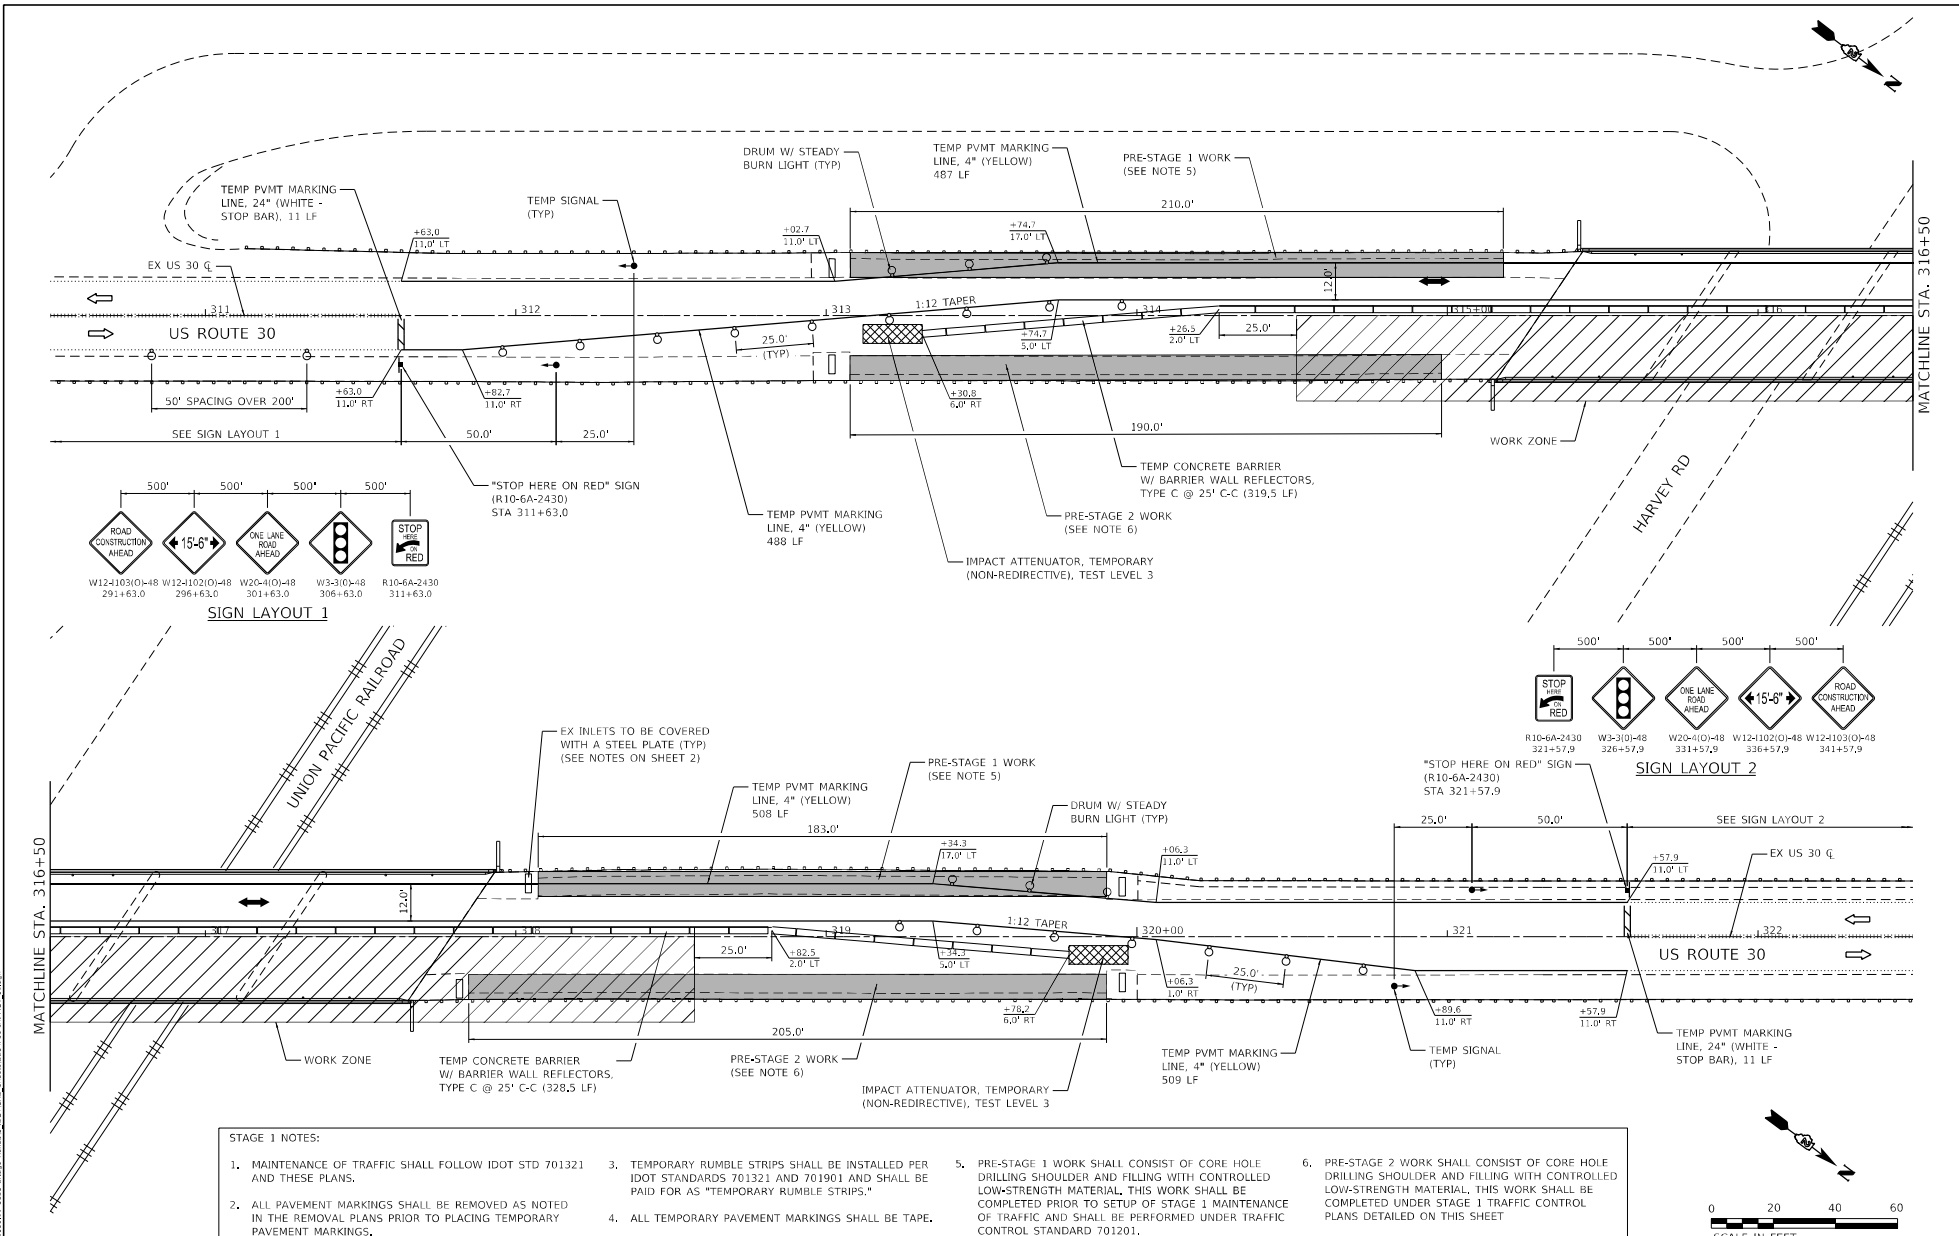 N
DRUM W/ STEADY
BURN LIGHT (TYP)
TEMP PVMT MARKING
LINE, 4" (YELLOW)
487 LF
PRE-STAGE 1 WORK
(SEE NOTE 5)
TEMP PVMT MARKING
LINE, 24" (WHITE -
STOP BAR), 11 LF
TEMP SIGNAL
(TYP)
210.0'
+63.0
11.0' LT
+02.7
11.0' LT
+74.7
17.0' LT
EX US 30 ℄
12.0'
311
312
313
314
315+00
16
1:12 TAPER
US ROUTE 30
25.0'
(TYP)
+74.7
5.0' LT
+26.5
2.0' LT
25.0'
MATCHLINE STA. 316+50
50' SPACING OVER 200'
+63.0
11.0' RT
+82.7
11.0' RT
+30.8
6.0' RT
SEE SIGN LAYOUT 1
50.0'
25.0'
190.0'
WORK ZONE
"STOP HERE ON RED" SIGN
(R10-6A-2430)
STA 311+63.0
TEMP PVMT MARKING
LINE, 4" (YELLOW)
488 LF
TEMP CONCRETE BARRIER
W/ BARRIER WALL REFLECTORS,
TYPE C @ 25' C-C (319.5 LF)
PRE-STAGE 2 WORK
(SEE NOTE 6)
IMPACT ATTENUATOR, TEMPORARY
(NON-REDIRECTIVE), TEST LEVEL 3
HARVEY RD
500' 500' 500' 500'
ROAD
CONSTRUCTION
AHEAD
15'-6"
ONE LANE
ROAD
AHEAD
STOP
HERE
ON
RED
W12-I103(O)-48 W12-I102(O)-48 W20-4(O)-48 W3-3(0)-48 R10-6A-2430
291+63.0 296+63.0 301+63.0 306+63.0 311+63.0
SIGN LAYOUT 1
UNION PACIFIC RAILROAD
500' 500' 500' 500'
STOP
HERE
ON
RED
ONE LANE
ROAD
AHEAD
15'-6"
ROAD
CONSTRUCTION
AHEAD
R10-6A-2430 W3-3(0)-48 W20-4(O)-48 W12-I102(O)-48 W12-I103(O)-48
321+57.9 326+57.9 331+57.9 336+57.9 341+57.9
SIGN LAYOUT 2
EX INLETS TO BE COVERED
WITH A STEEL PLATE (TYP)
(SEE NOTES ON SHEET 2)
TEMP PVMT MARKING
LINE, 4" (YELLOW)
508 LF
PRE-STAGE 1 WORK
(SEE NOTE 5)
DRUM W/ STEADY
BURN LIGHT (TYP)
"STOP HERE ON RED" SIGN
(R10-6A-2430)
STA 321+57.9
183.0'
25.0'
50.0'
SEE SIGN LAYOUT 2
+34.3
17.0' LT
+06.3
11.0' LT
+57.9
11.0' LT
EX US 30 ℄
MATCHLINE STA. 316+50
12.0'
317
318
319
320+00
321
322
1:12 TAPER
US ROUTE 30
25.0'
+82.5
2.0' LT
+34.3
5.0' LT
+78.2
6.0' RT
+06.3
1.0' RT
25.0'
(TYP)
+89.6
11.0' RT
+57.9
11.0' RT
205.0'
WORK ZONE
TEMP CONCRETE BARRIER
W/ BARRIER WALL REFLECTORS,
TYPE C @ 25' C-C (328.5 LF)
PRE-STAGE 2 WORK
(SEE NOTE 6)
IMPACT ATTENUATOR, TEMPORARY
(NON-REDIRECTIVE), TEST LEVEL 3
TEMP PVMT MARKING
LINE, 4" (YELLOW)
509 LF
TEMP SIGNAL
(TYP)
TEMP PVMT MARKING
LINE, 24" (WHITE -
STOP BAR), 11 LF
N
STAGE 1 NOTES:
1. MAINTENANCE OF TRAFFIC SHALL FOLLOW IDOT STD 701321
AND THESE PLANS.
2. ALL PAVEMENT MARKINGS SHALL BE REMOVED AS NOTED
IN THE REMOVAL PLANS PRIOR TO PLACING TEMPORARY
PAVEMENT MARKINGS.
3. TEMPORARY RUMBLE STRIPS SHALL BE INSTALLED PER
IDOT STANDARDS 701321 AND 701901 AND SHALL BE
PAID FOR AS "TEMPORARY RUMBLE STRIPS."
4. ALL TEMPORARY PAVEMENT MARKINGS SHALL BE TAPE.
5. PRE-STAGE 1 WORK SHALL CONSIST OF CORE HOLE
DRILLING SHOULDER AND FILLING WITH CONTROLLED
LOW-STRENGTH MATERIAL. THIS WORK SHALL BE
COMPLETED PRIOR TO SETUP OF STAGE 1 MAINTENANCE
OF TRAFFIC AND SHALL BE PERFORMED UNDER TRAFFIC
CONTROL STANDARD 701201.
6. PRE-STAGE 2 WORK SHALL CONSIST OF CORE HOLE
DRILLING SHOULDER AND FILLING WITH CONTROLLED
LOW-STRENGTH MATERIAL. THIS WORK SHALL BE
COMPLETED UNDER STAGE 1 TRAFFIC CONTROL
PLANS DETAILED ON THIS SHEET
0 20 40 60
SCALE IN FEET